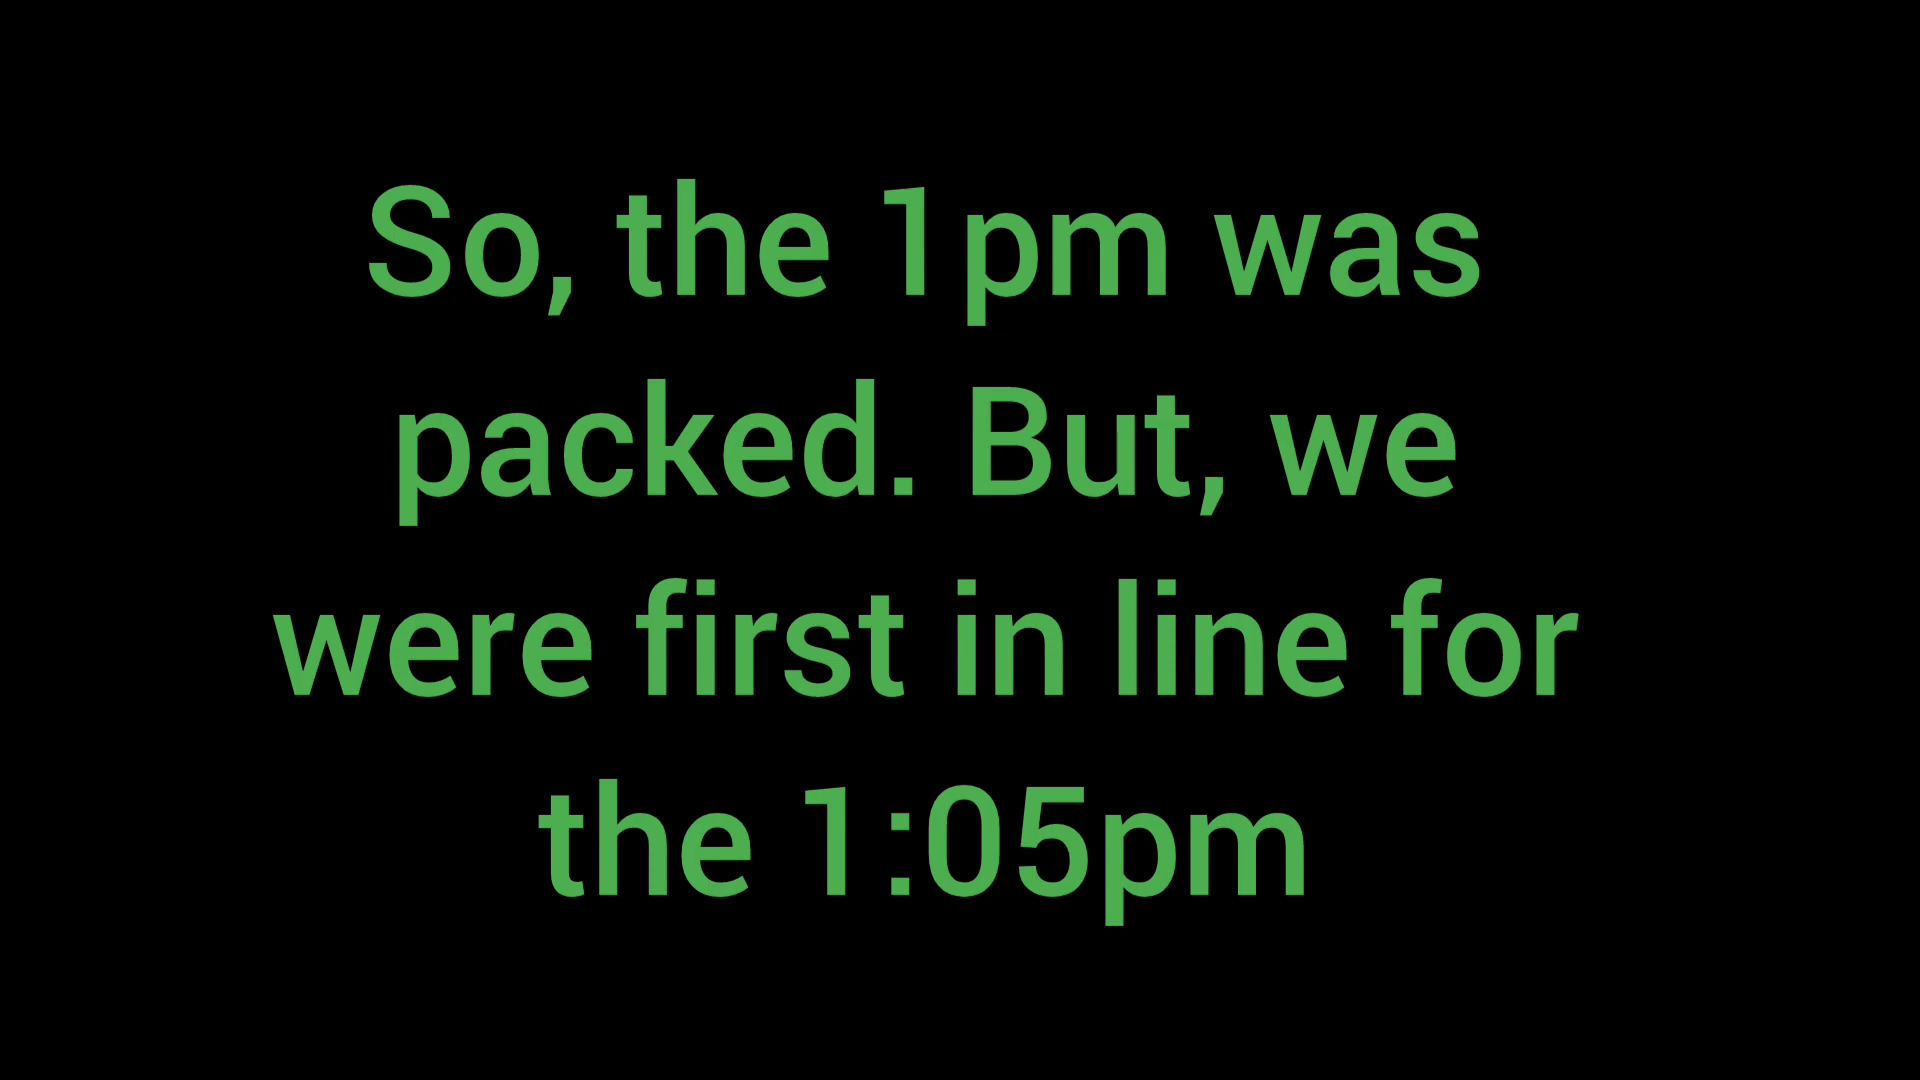 So, the 1pm was
packed. But, we
were first in line for
the 1:05pm